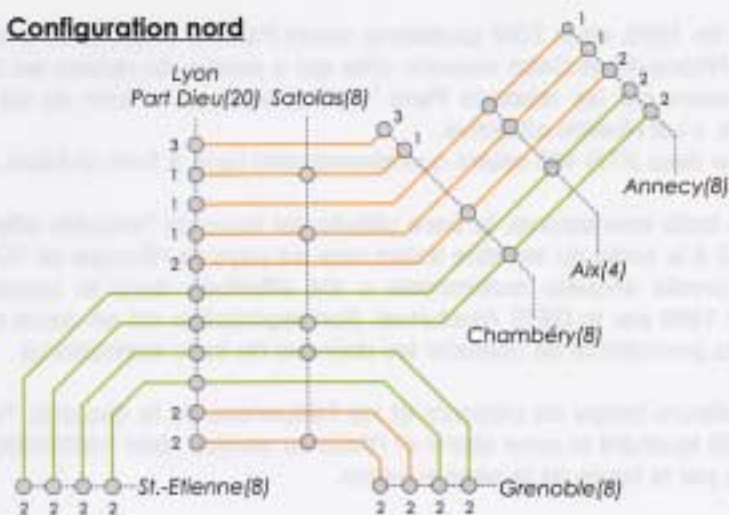 Configuration nord
Lyon
Part Dieu(20) Satolas(8)
1
1
2
2
2
3
3
1
1
1
1
2
2
2
Annecy(8)
Aix(4)
Chambéry(8)
St.-Etienne(8)
Grenoble(8)
2 2 2 2
2 2 2 2